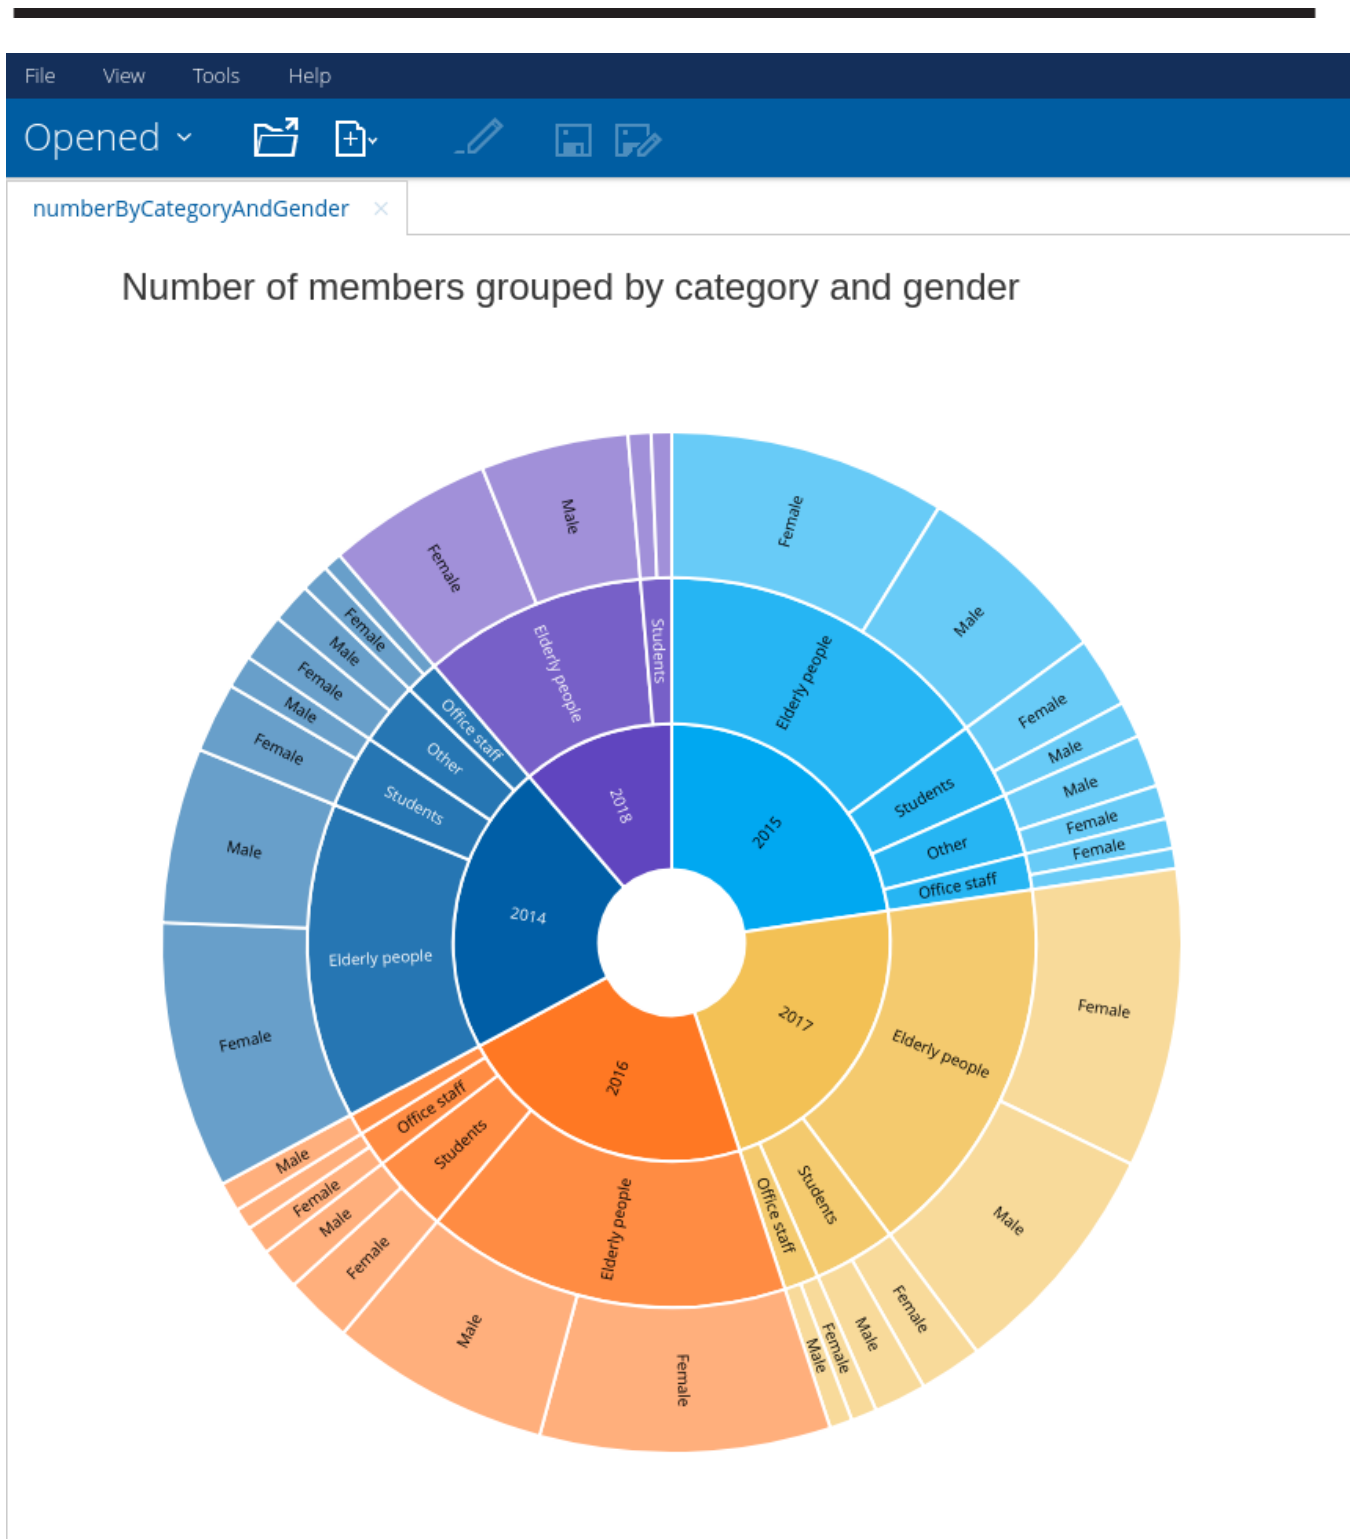 File View Tools Help
Opened
numberByCategoryAndGender
Number of members grouped by category and gender
2015
Elderly people
Female
Male
Students
Female
Male
Other
Male
Female
Office staff
Female
2017
Elderly people
Female
Male
Students
Female
Male
Office staff
Female
Male
2016
Elderly people
Female
Male
Students
Female
Male
Office staff
Female
Male
2014
Elderly people
Female
Male
Students
Female
Male
Other
Female
Male
Office staff
Female
2018
Elderly people
Female
Male
Students